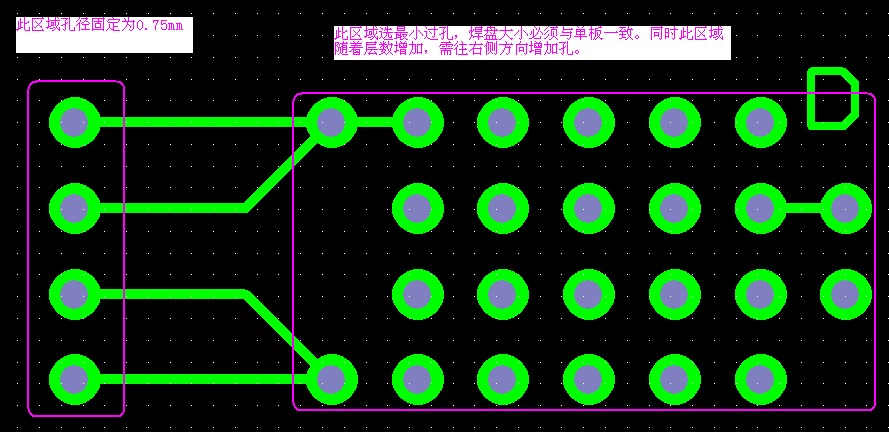 此区域孔径固定为0.75mm
此区域选最小过孔，焊盘大小必须与单板一致。同时此区域
随着层数增加，需往右侧方向增加孔。
D